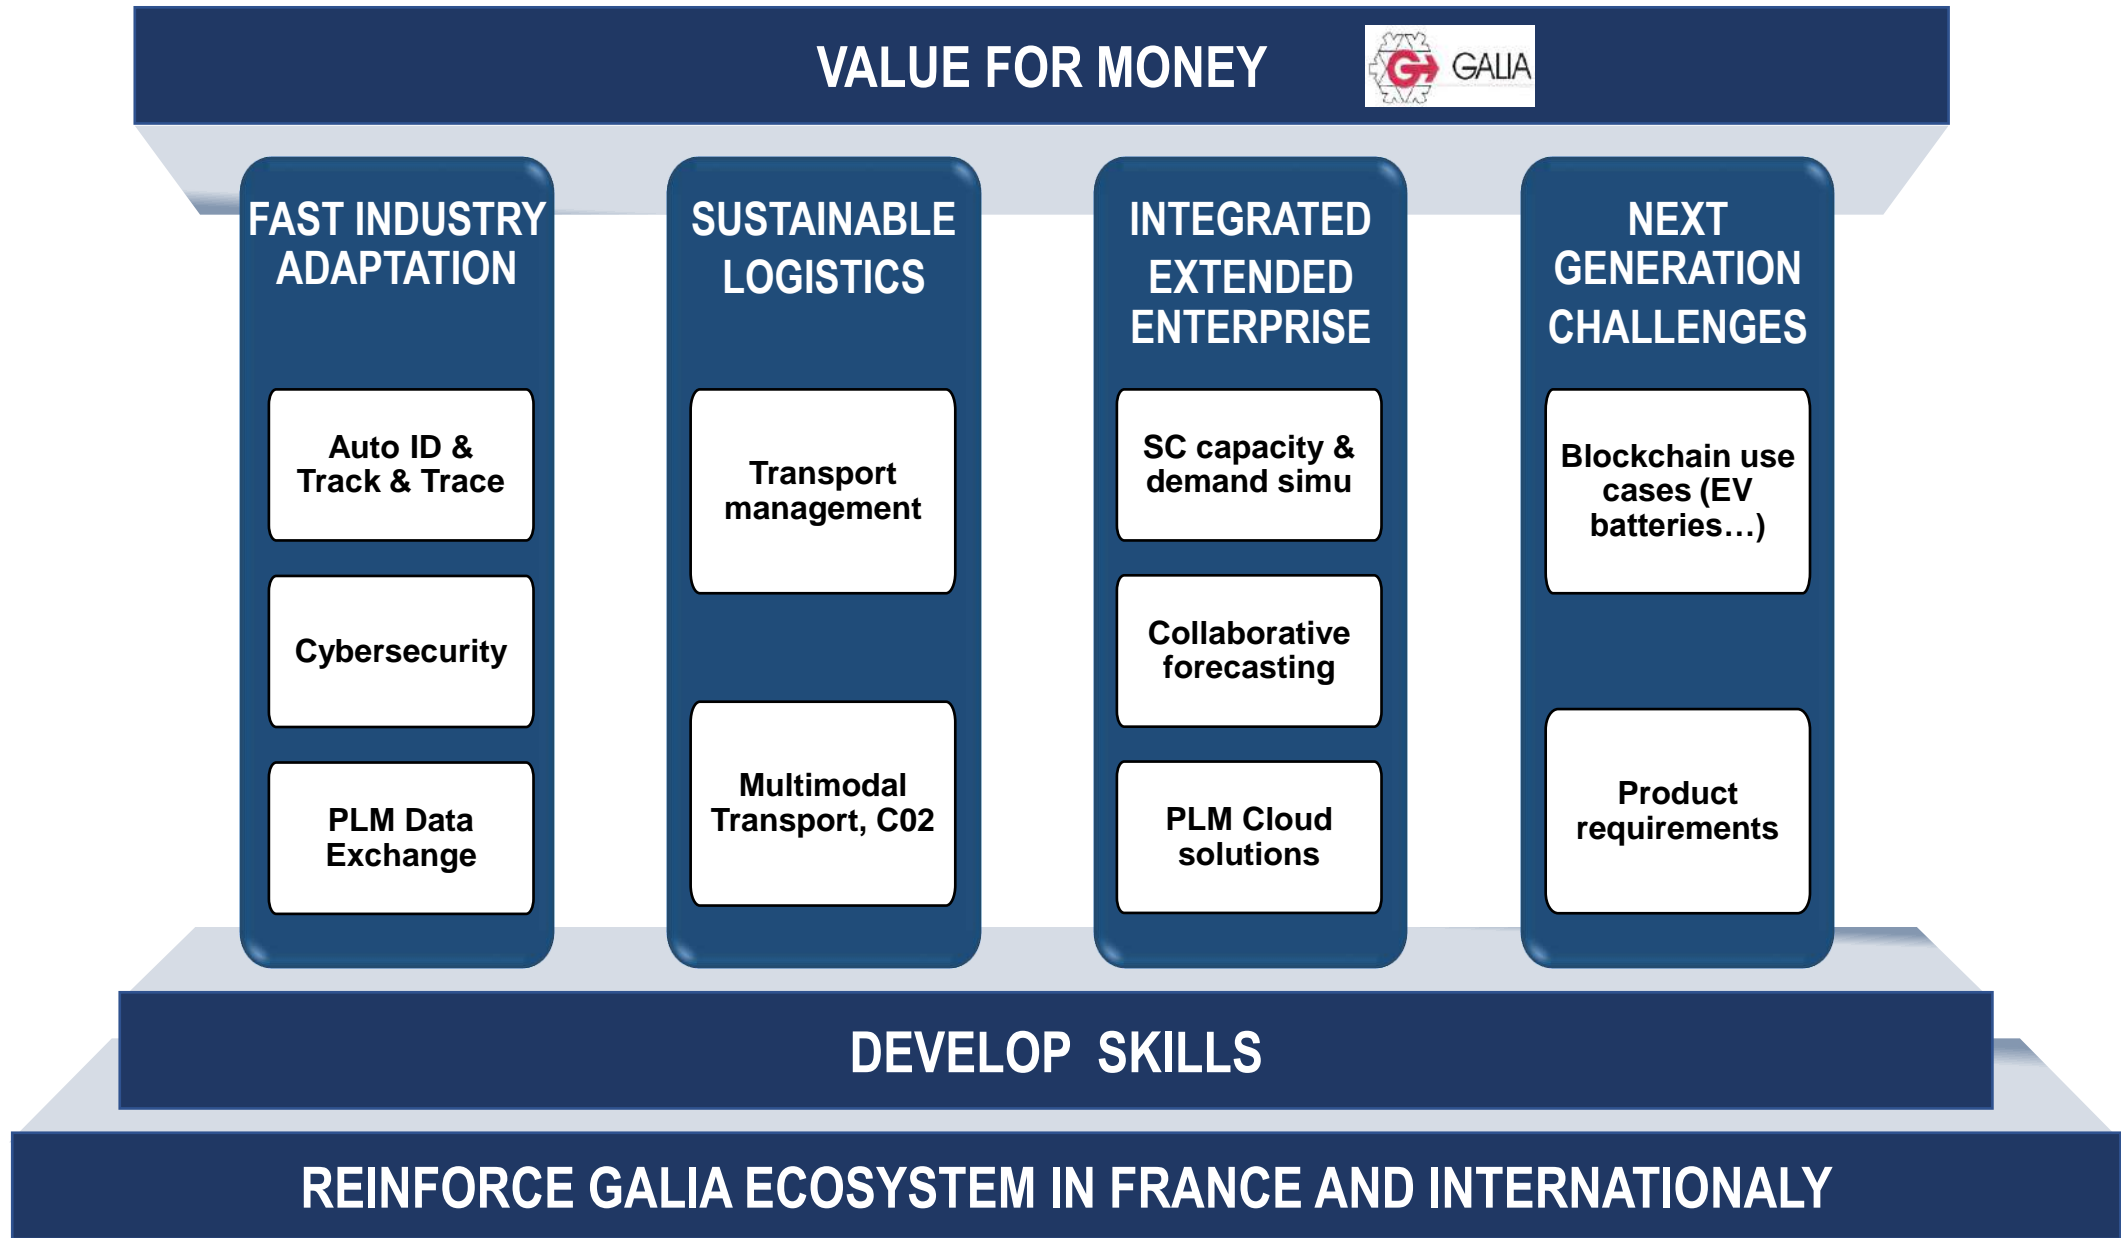 VALUE FOR MONEY
GALIA
FAST INDUSTRY
ADAPTATION
Auto ID &
Track & Trace
Cybersecurity
PLM Data
Exchange
SUSTAINABLE
LOGISTICS
Transport
management
Multimodal
Transport, C02
INTEGRATED
EXTENDED
ENTERPRISE
SC capacity &
demand simu
Collaborative
forecasting
PLM Cloud
solutions
NEXT
GENERATION
CHALLENGES
Blockchain use
cases (EV
batteries…)
Product
requirements
DEVELOP  SKILLS
REINFORCE GALIA ECOSYSTEM IN FRANCE AND INTERNATIONALY